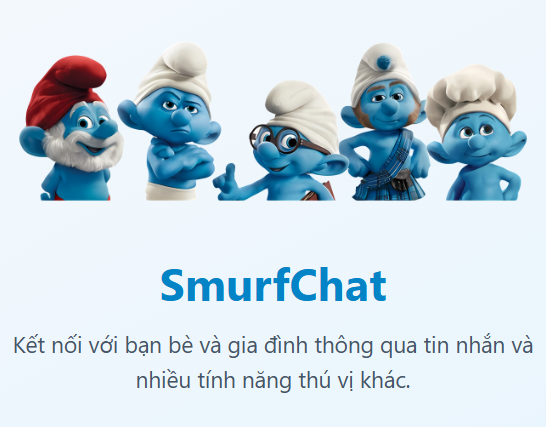 SmurfChat
Kết nối với bạn bè và gia đình thông qua tin nhắn và
nhiều tính năng thú vị khác.